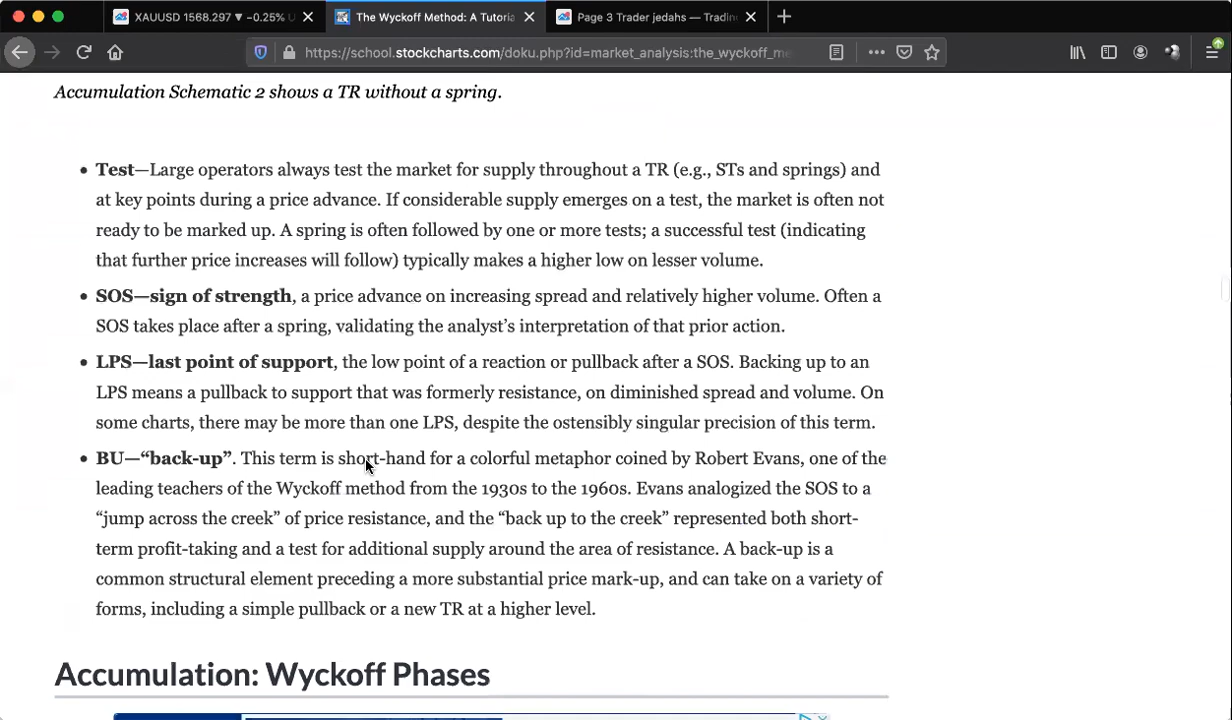 XAUUSD 1568.297 ▼ −0.25% U
The Wyckoff Method: A Tutoria
Page 3 Trader jedahs — Tradin
https://school.stockcharts.com/doku.php?id=market_analysis:the_wyckoff_me
Accumulation Schematic 2 shows a TR without a spring.
• Test—Large operators always test the market for supply throughout a TR (e.g., STs and springs) and
at key points during a price advance. If considerable supply emerges on a test, the market is often not
ready to be marked up. A spring is often followed by one or more tests; a successful test (indicating
that further price increases will follow) typically makes a higher low on lesser volume.
• SOS—sign of strength, a price advance on increasing spread and relatively higher volume. Often a
SOS takes place after a spring, validating the analyst’s interpretation of that prior action.
• LPS—last point of support, the low point of a reaction or pullback after a SOS. Backing up to an
LPS means a pullback to support that was formerly resistance, on diminished spread and volume. On
some charts, there may be more than one LPS, despite the ostensibly singular precision of this term.
• BU—“back-up”. This term is short-hand for a colorful metaphor coined by Robert Evans, one of the
leading teachers of the Wyckoff method from the 1930s to the 1960s. Evans analogized the SOS to a
“jump across the creek” of price resistance, and the “back up to the creek” represented both short-
term profit-taking and a test for additional supply around the area of resistance. A back-up is a
common structural element preceding a more substantial price mark-up, and can take on a variety of
forms, including a simple pullback or a new TR at a higher level.
Accumulation: Wyckoff Phases